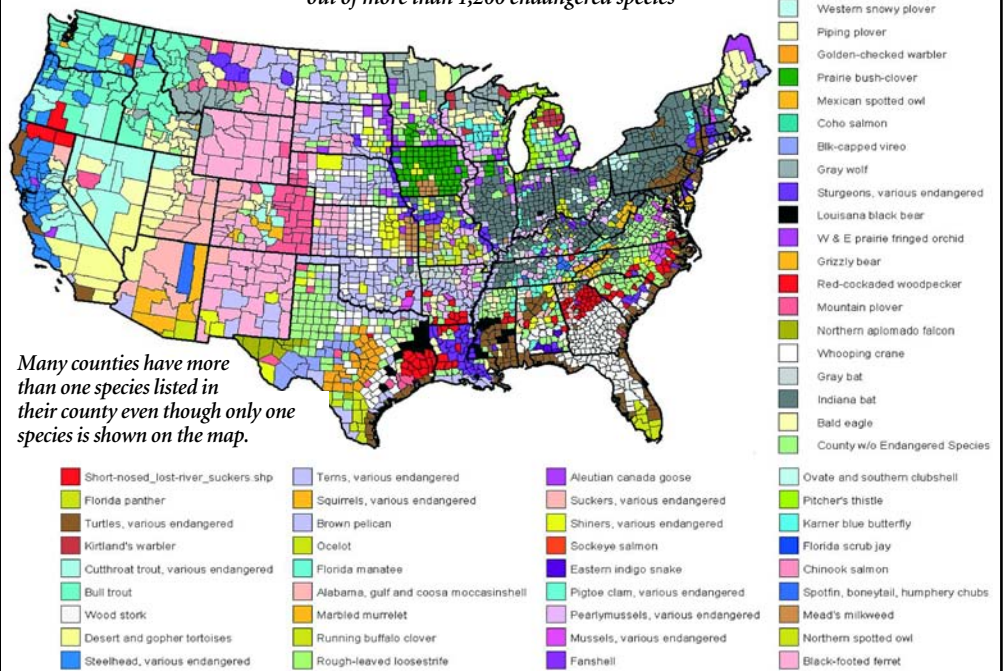 out of more than 1,200 endangered species
Western snowy plover
Piping plover
Golden-checked warbler
Prairie bush-clover
Mexican spotted owl
Coho salmon
Blk-capped vireo
Gray wolf
Sturgeons, various endangered
Louisana black bear
W & E prairie fringed orchid
Grizzly bear
Red-cockaded woodpecker
Mountain plover
Northern aplomado falcon
Whooping crane
Gray bat
Indiana bat
Bald eagle
County w/o Endangered Species
Many counties have more
than one species listed in
their county even though only one
species is shown on the map.
Short-nosed_lost-river_suckers.shp
Florida panther
Turtles, various endangered
Kirtland's warbler
Cutthroat trout, various endangered
Bull trout
Wood stork
Desert and gopher tortoises
Steelhead, various endangered
Terns, various endangered
Squirrels, various endangered
Brown pelican
Ocelot
Florida manatee
Alabama, gulf and coosa moccasinshell
Marbled murrelet
Running buffalo clover
Rough-leaved loosestrife
Aleutian canada goose
Suckers, various endangered
Shiners, various endangered
Sockeye salmon
Eastern indigo snake
Pigtoe clam, various endangered
Pearlymussels, various endangered
Mussels, various endangered
Fanshell
Ovate and southern clubshell
Pitcher's thistle
Karner blue butterfly
Florida scrub jay
Chinook salmon
Spotfin, boneytail, humphery chubs
Mead's milkweed
Northern spotted owl
Black-footed ferret